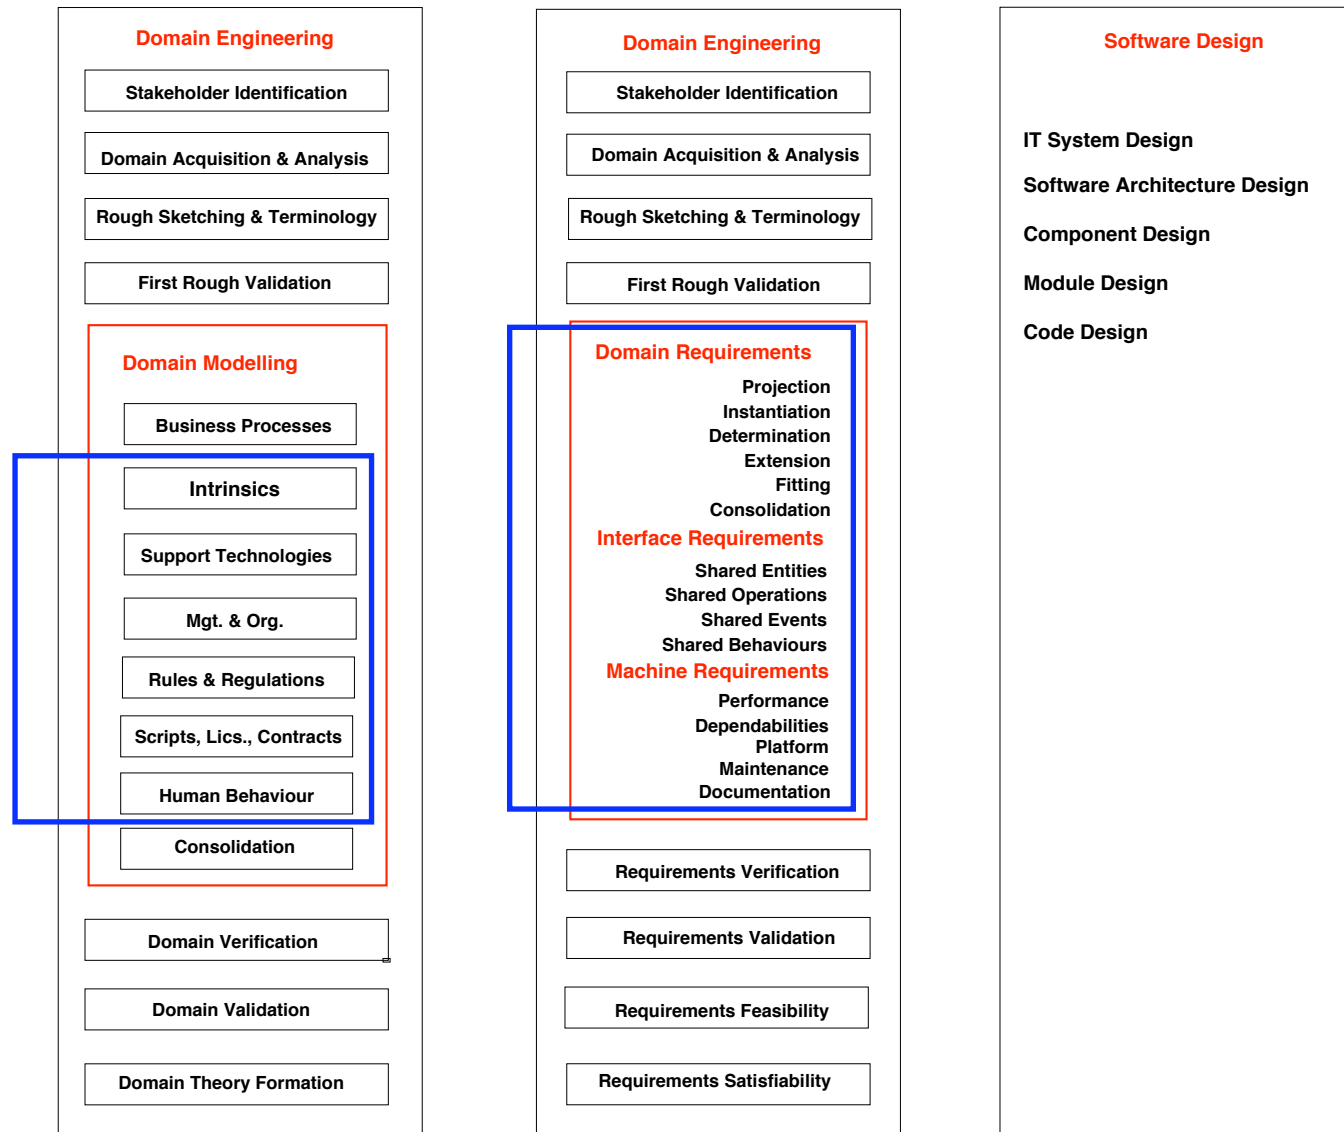 Domain Engineering
Stakeholder Identification
Domain Acquisition & Analysis
Rough Sketching & Terminology
First Rough Validation
Domain Modelling
Business Processes
Intrinsics
Support Technologies
Mgt. & Org.
Rules & Regulations
Scripts, Lics., Contracts
Human Behaviour
Consolidation
Domain Verification
Domain Validation
Domain Theory Formation
Domain Engineering
Stakeholder Identification
Domain Acquisition & Analysis
Rough Sketching & Terminology
First Rough Validation
Domain Requirements
Projection
Instantiation
Determination
Extension
Fitting
Consolidation
Interface Requirements
Shared Entities
Shared Operations
Shared Events
Shared Behaviours
Machine Requirements
Performance
Dependabilities
Platform
Maintenance
Documentation
Requirements Verification
Requirements Validation
Requirements Feasibility
Requirements Satisfiability
Software Design
IT System Design
Software Architecture Design
Component Design
Module Design
Code Design